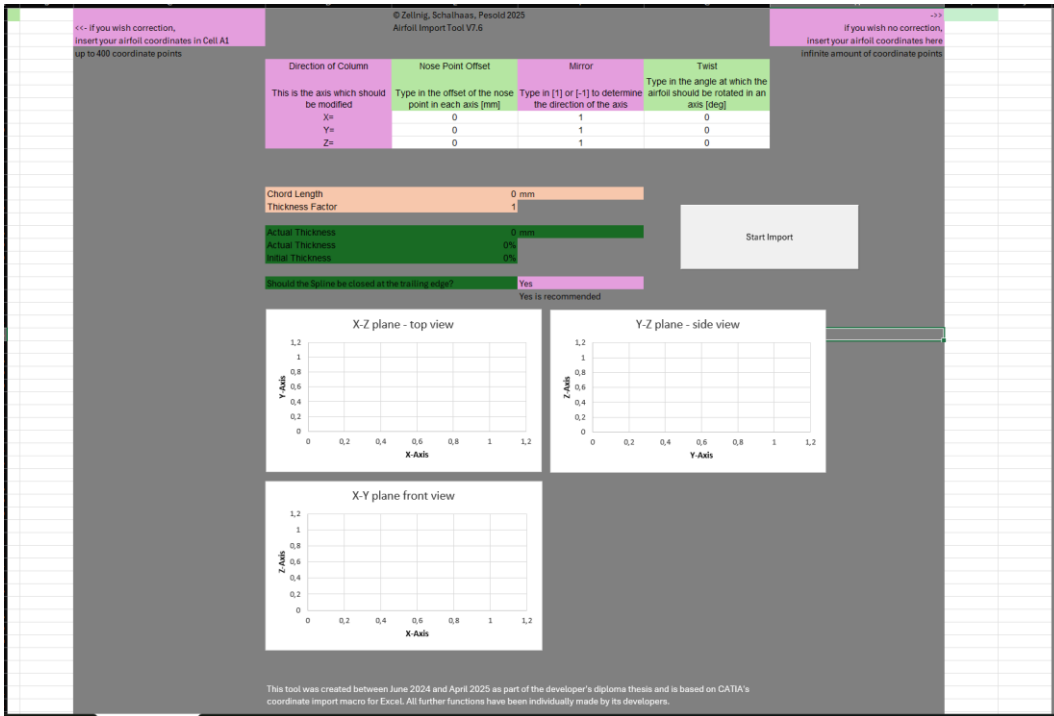 © Zellnig, Schalhaas, Pesold 2025
->>
<<- if you wish correction,
Airfoil Import Tool V7.6
if you wish no correction,
insert your airfoil coordinates in Cell A1
insert your airfoil coordinates here
up to 400 coordinate points
infinite amount of coordinate points
Direction of Column
Nose Point Offset
Mirror
Twist
This is the axis which should
be modified
Type in the offset of the nose
point in each axis [mm]
Type in [1] or [-1] to determine
the direction of the axis
Type in the angle at which the
airfoil should be rotated in an
axis [deg]
X= 0 1 0
Y= 0 1 0
Z= 0 1 0
Chord Length 0 mm
Thickness Factor 1
Actual Thickness 0 mm
Actual Thickness 0%
Initial Thickness 0%
Start Import
Should the Spline be closed at the trailing edge? Yes
Yes is recommended
X-Z plane - top view
1,2
1
0,8
0,6
0,4
0,2
0
Y-Axis
0 0,2 0,4 0,6 0,8 1 1,2
X-Axis
Y-Z plane - side view
1,2
1
0,8
0,6
0,4
0,2
0
Z-Axis
0 0,2 0,4 0,6 0,8 1 1,2
Y-Axis
X-Y plane front view
1,2
1
0,8
0,6
0,4
0,2
0
Z-Axis
0 0,2 0,4 0,6 0,8 1 1,2
X-Axis
This tool was created between June 2024 and April 2025 as part of the developer's diploma thesis and is based on CATIA's
coordinate import macro for Excel. All further functions have been individually made by its developers.